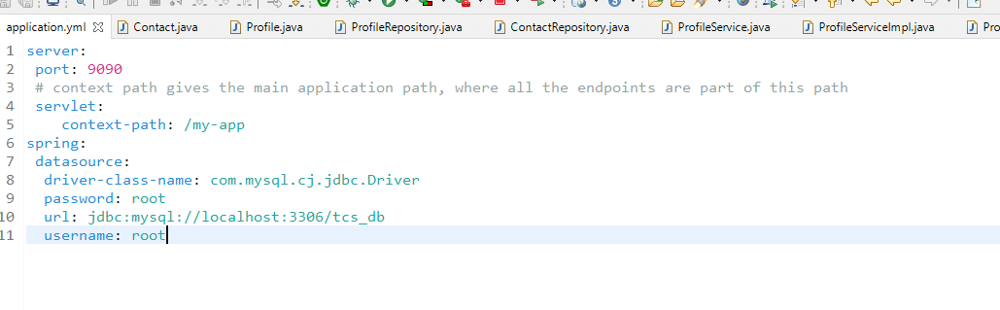 application.yml Contact.java Profile.java ProfileRepository.java ContactRepository.java ProfileService.java ProfileServiceImpl.java Pro
1 server:
2  port: 9090
3  # context path gives the main application path, where all the endpoints are part of this path
4  servlet:
5     context-path: /my-app
6 spring:
7  datasource:
8   driver-class-name: com.mysql.cj.jdbc.Driver
9   password: root
10   url: jdbc:mysql://localhost:3306/tcs_db
11   username: root